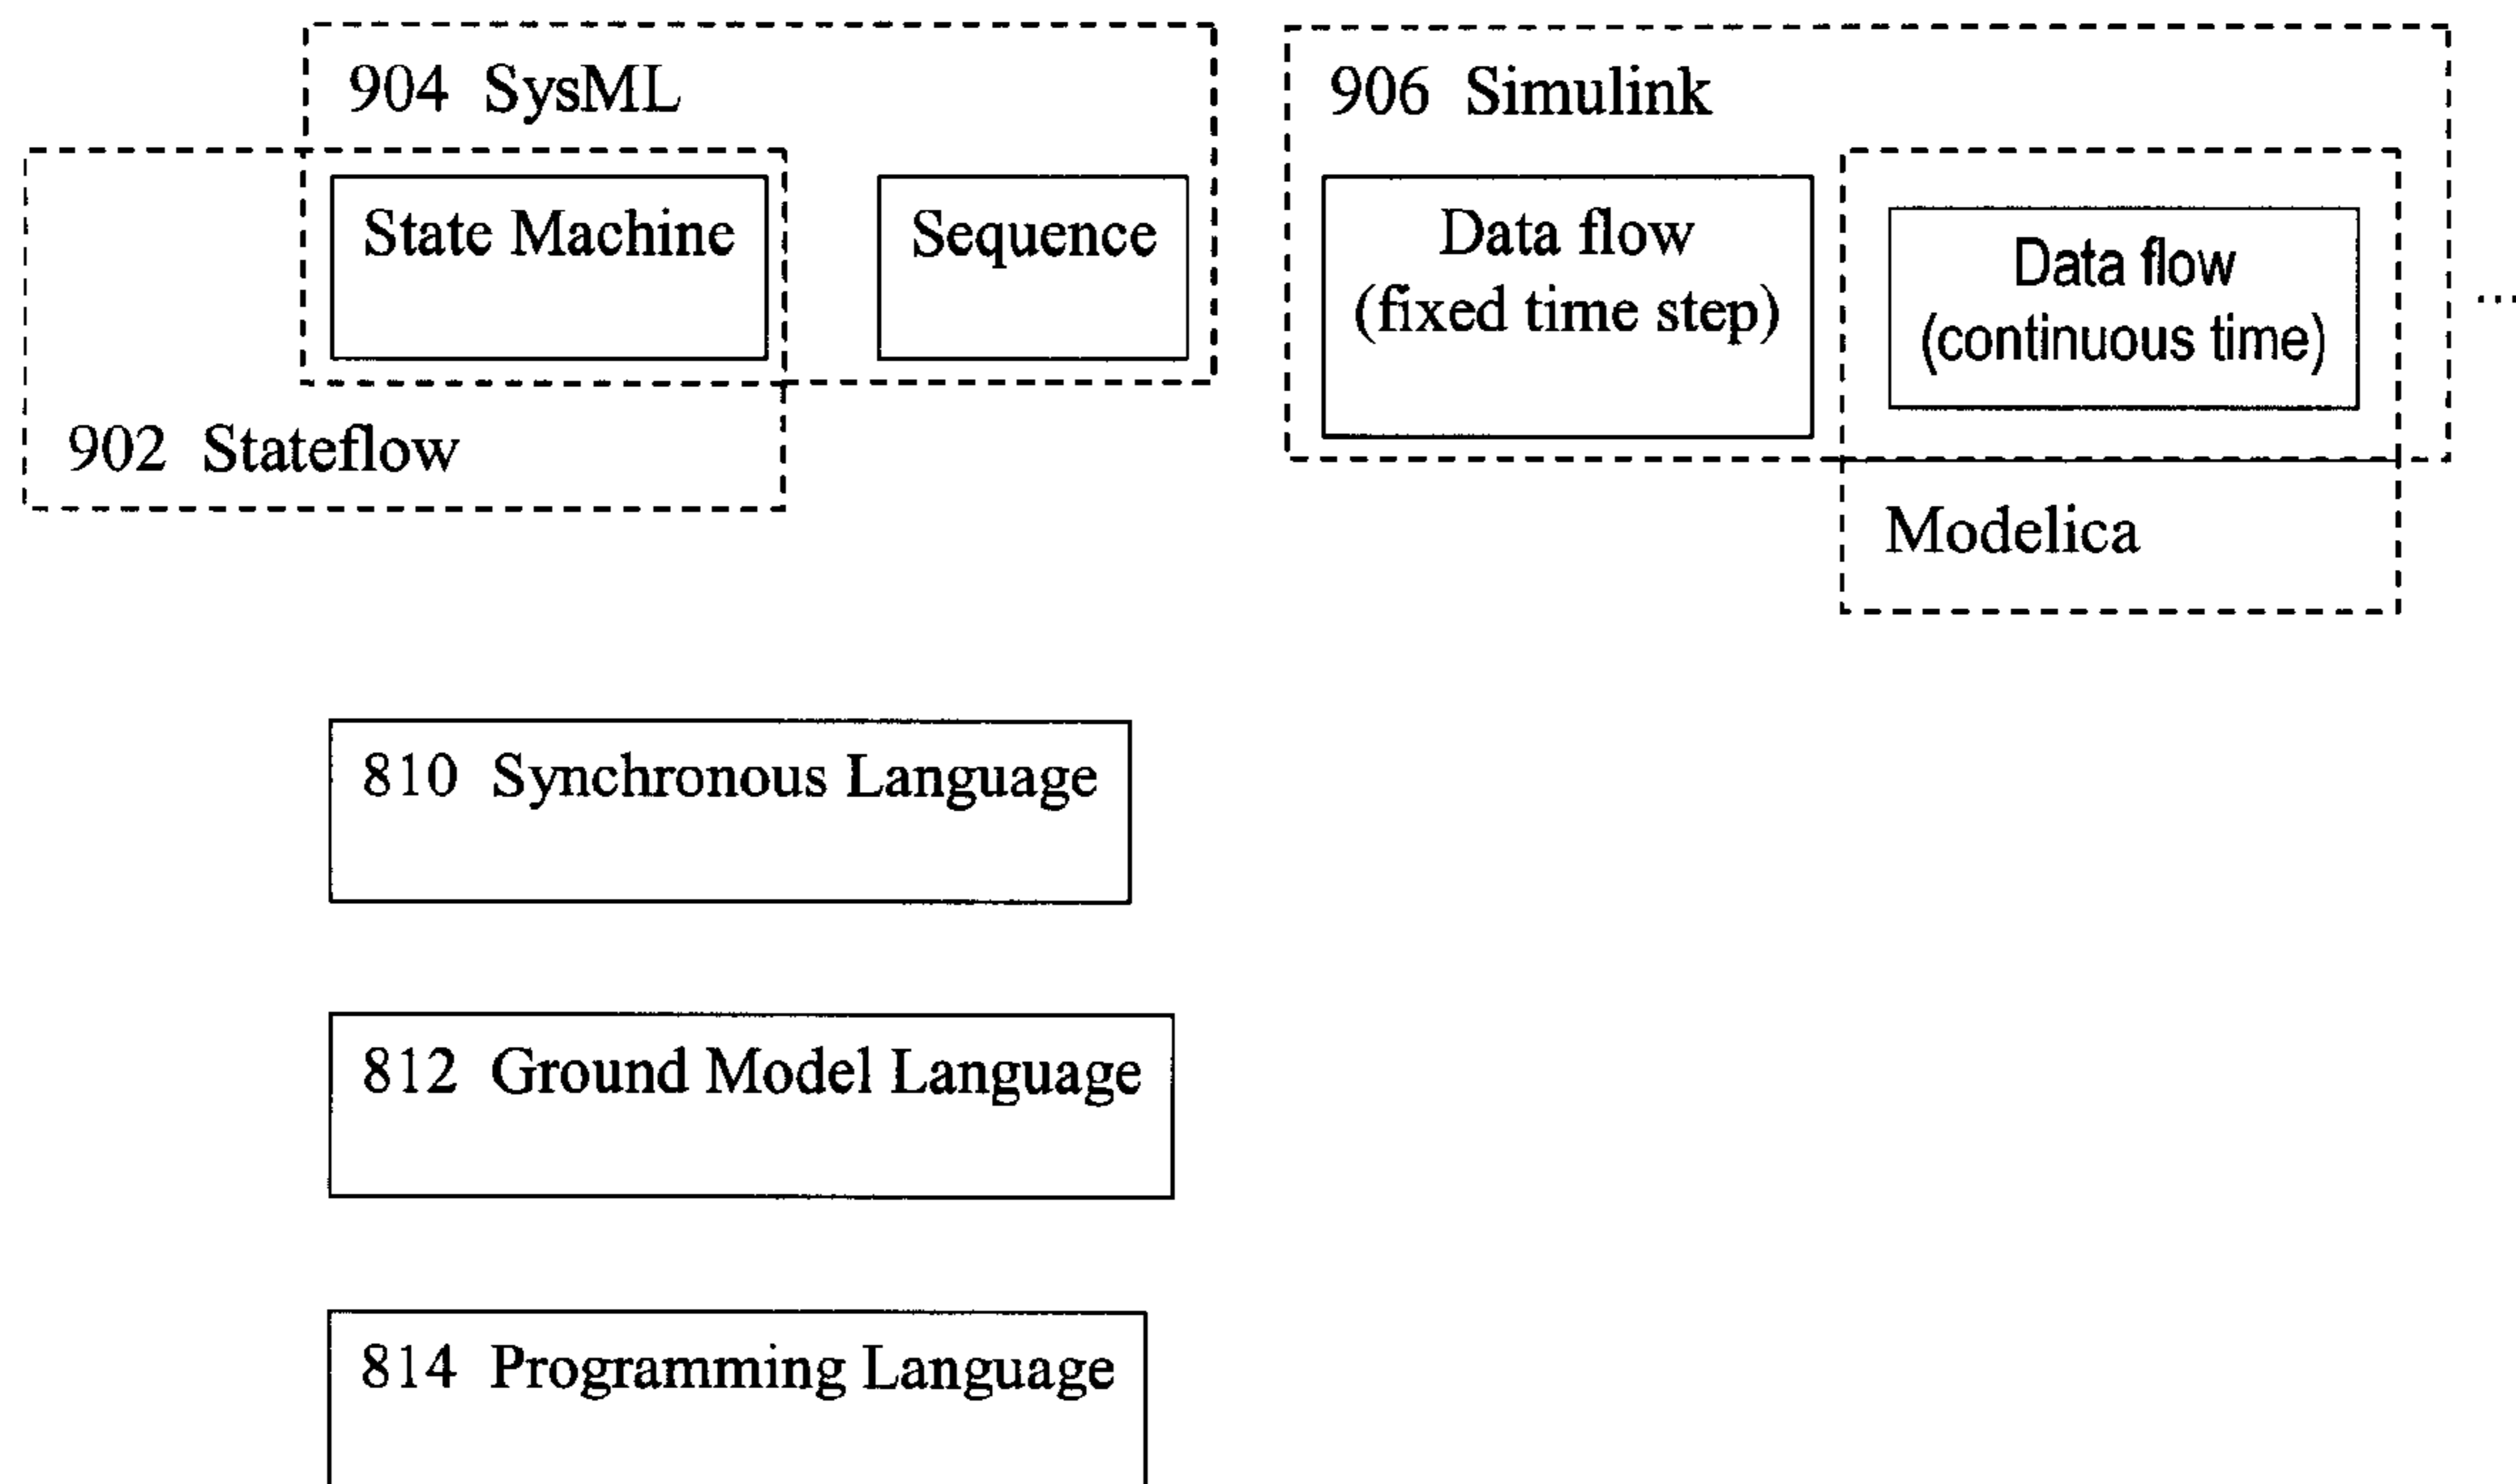 904 SysML
State Machine
Sequence
902 Stateflow
906 Simulink
Data flow
(fixed time step)
Data flow
(continuous time)
...
Modelica
810 Synchronous Language
812 Ground Model Language
814 Programming Language